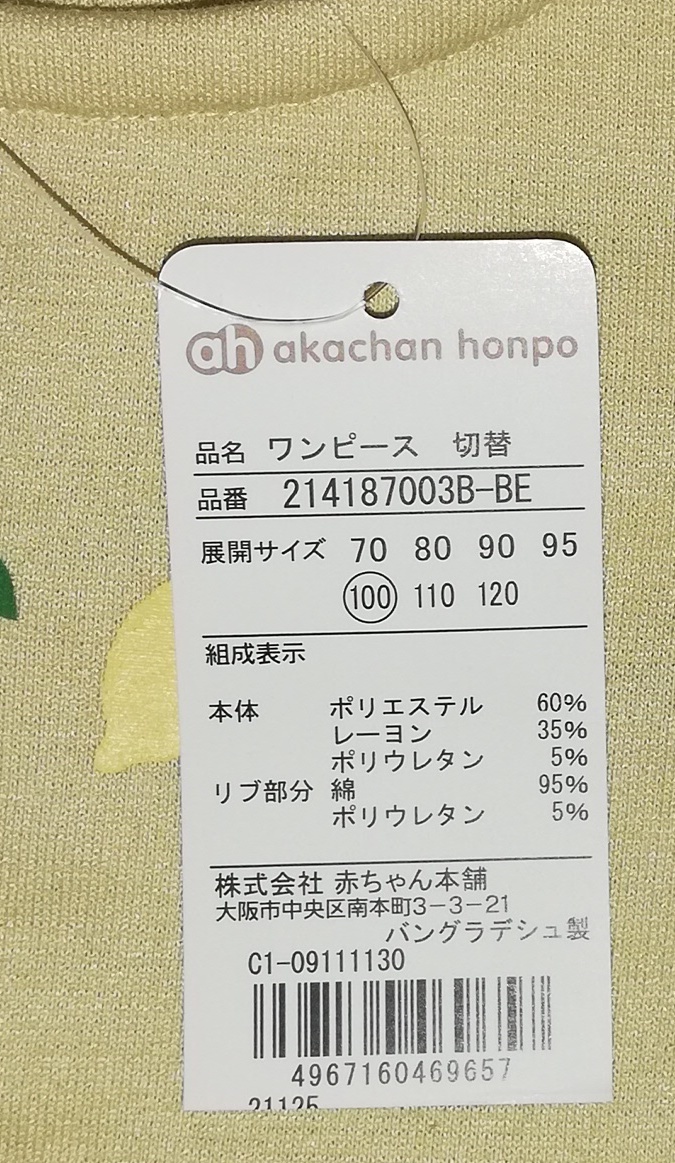 ah akachan honpo
品名 ワンピース 切替
品番 214187003B-BE
展開サイズ 70 80 90 95
100 110 120
組成表示
本体 ポリエステル 60%
レーヨン 35%
ポリウレタン 5%
リブ部分 綿 95%
ポリウレタン 5%
株式会社 赤ちゃん本舗
大阪市中央区南本町3-3-21
バングラデシュ製
C1-09111130
4967160469657
21125